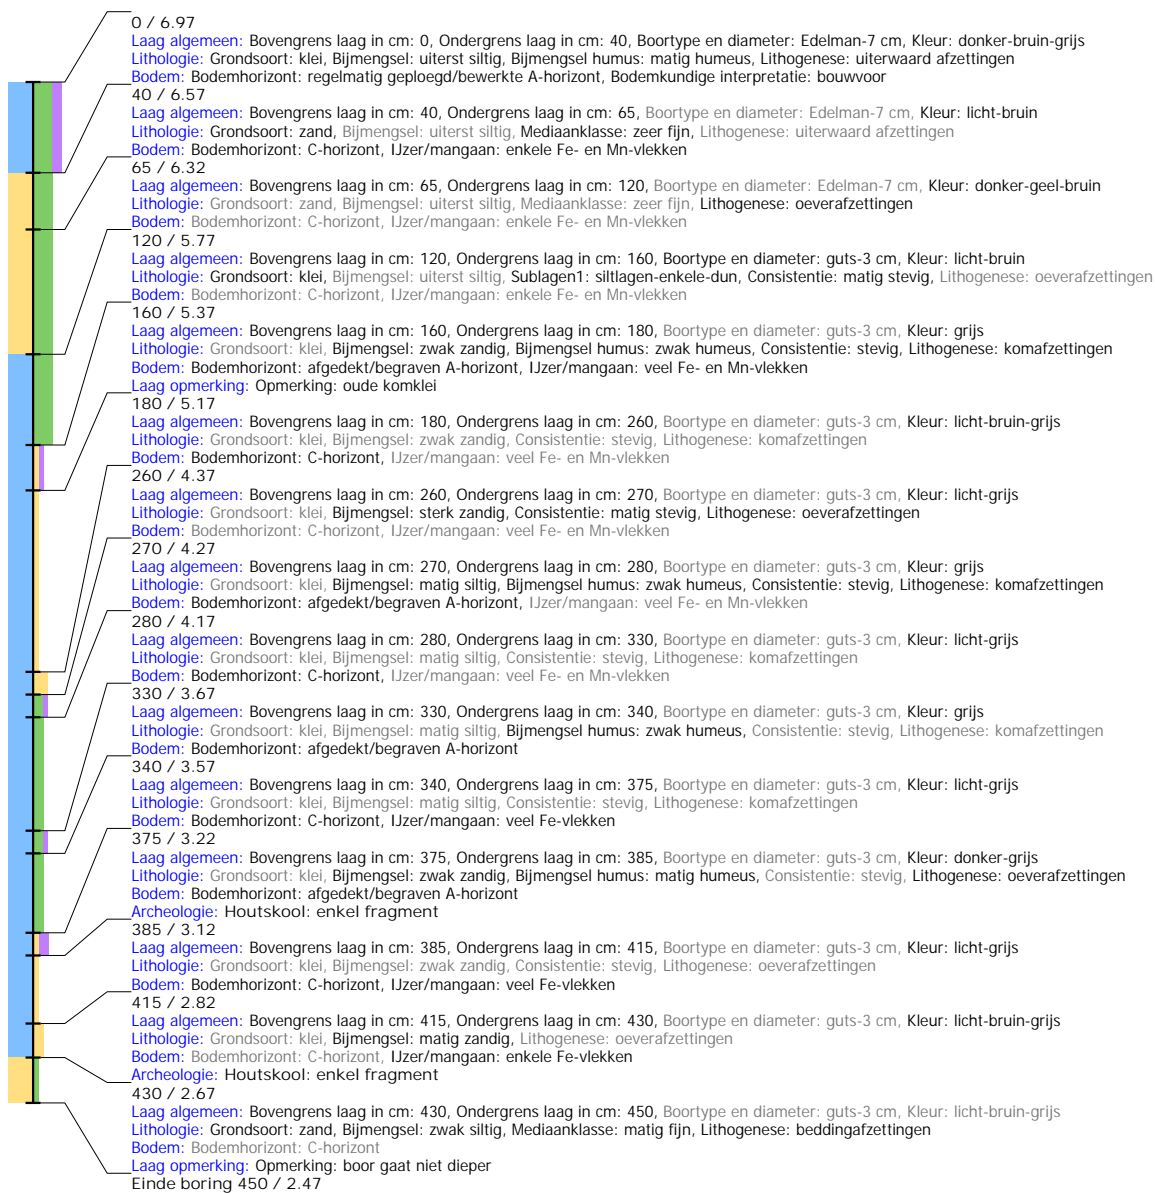 0 / 6.97
Laag algemeen: Bovengrens laag in cm: 0, Ondergrens laag in cm: 40, Boortype en diameter: Edelman-7 cm, Kleur: donker-bruin-grijs
Lithologie: Grondsoort: klei, Bijmengsel: uiterst siltig, Bijmengsel humus: matig humeus, Lithogenese: uiterwaard afzettingen
Bodem: Bodemhorizont: regelmatig geploegd/bewerkte A-horizont, Bodemkundige interpretatie: bouwvoor
40 / 6.57
Laag algemeen: Bovengrens laag in cm: 40, Ondergrens laag in cm: 65, Boortype en diameter: Edelman-7 cm, Kleur: licht-bruin
Lithologie: Grondsoort: zand, Bijmengsel: uiterst siltig, Mediaanklasse: zeer fijn, Lithogenese: uiterwaard afzettingen
Bodem: Bodemhorizont: C-horizont, IJzer/mangaan: enkele Fe- en Mn-vlekken
65 / 6.32
Laag algemeen: Bovengrens laag in cm: 65, Ondergrens laag in cm: 120, Boortype en diameter: Edelman-7 cm, Kleur: donker-geel-bruin
Lithologie: Grondsoort: zand, Bijmengsel: uiterst siltig, Mediaanklasse: zeer fijn, Lithogenese: oeverafzettingen
Bodem: Bodemhorizont: C-horizont, IJzer/mangaan: enkele Fe- en Mn-vlekken
120 / 5.77
Laag algemeen: Bovengrens laag in cm: 120, Ondergrens laag in cm: 160, Boortype en diameter: guts-3 cm, Kleur: licht-bruin
Lithologie: Grondsoort: klei, Bijmengsel: uiterst siltig, Sublagen1: siltlagen-enkele-dun, Consistentie: matig stevig, Lithogenese: oeverafzettingen
Bodem: Bodemhorizont: C-horizont, IJzer/mangaan: enkele Fe- en Mn-vlekken
160 / 5.37
Laag algemeen: Bovengrens laag in cm: 160, Ondergrens laag in cm: 180, Boortype en diameter: guts-3 cm, Kleur: grijs
Lithologie: Grondsoort: klei, Bijmengsel: zwak zandig, Bijmengsel humus: zwak humeus, Consistentie: stevig, Lithogenese: komafzettingen
Bodem: Bodemhorizont: afgedekt/begraven A-horizont, IJzer/mangaan: veel Fe- en Mn-vlekken
Laag opmerking: Opmerking: oude komklei
180 / 5.17
Laag algemeen: Bovengrens laag in cm: 180, Ondergrens laag in cm: 260, Boortype en diameter: guts-3 cm, Kleur: licht-bruin-grijs
Lithologie: Grondsoort: klei, Bijmengsel: zwak zandig, Consistentie: stevig, Lithogenese: komafzettingen
Bodem: Bodemhorizont: C-horizont, IJzer/mangaan: veel Fe- en Mn-vlekken
260 / 4.37
Laag algemeen: Bovengrens laag in cm: 260, Ondergrens laag in cm: 270, Boortype en diameter: guts-3 cm, Kleur: licht-grijs
Lithologie: Grondsoort: klei, Bijmengsel: sterk zandig, Consistentie: matig stevig, Lithogenese: oeverafzettingen
Bodem: Bodemhorizont: C-horizont, IJzer/mangaan: veel Fe- en Mn-vlekken
270 / 4.27
Laag algemeen: Bovengrens laag in cm: 270, Ondergrens laag in cm: 280, Boortype en diameter: guts-3 cm, Kleur: grijs
Lithologie: Grondsoort: klei, Bijmengsel: matig siltig, Bijmengsel humus: zwak humeus, Consistentie: stevig, Lithogenese: komafzettingen
Bodem: Bodemhorizont: afgedekt/begraven A-horizont, IJzer/mangaan: veel Fe- en Mn-vlekken
280 / 4.17
Laag algemeen: Bovengrens laag in cm: 280, Ondergrens laag in cm: 330, Boortype en diameter: guts-3 cm, Kleur: licht-grijs
Lithologie: Grondsoort: klei, Bijmengsel: matig siltig, Consistentie: stevig, Lithogenese: komafzettingen
Bodem: Bodemhorizont: C-horizont, IJzer/mangaan: veel Fe- en Mn-vlekken
330 / 3.67
Laag algemeen: Bovengrens laag in cm: 330, Ondergrens laag in cm: 340, Boortype en diameter: guts-3 cm, Kleur: grijs
Lithologie: Grondsoort: klei, Bijmengsel: matig siltig, Bijmengsel humus: zwak humeus, Consistentie: stevig, Lithogenese: komafzettingen
Bodem: Bodemhorizont: afgedekt/begraven A-horizont
340 / 3.57
Laag algemeen: Bovengrens laag in cm: 340, Ondergrens laag in cm: 375, Boortype en diameter: guts-3 cm, Kleur: licht-grijs
Lithologie: Grondsoort: klei, Bijmengsel: matig siltig, Consistentie: stevig, Lithogenese: komafzettingen
Bodem: Bodemhorizont: C-horizont, IJzer/mangaan: veel Fe-vlekken
375 / 3.22
Laag algemeen: Bovengrens laag in cm: 375, Ondergrens laag in cm: 385, Boortype en diameter: guts-3 cm, Kleur: donker-grijs
Lithologie: Grondsoort: klei, Bijmengsel: zwak zandig, Bijmengsel humus: matig humeus, Consistentie: stevig, Lithogenese: oeverafzettingen
Bodem: Bodemhorizont: afgedekt/begraven A-horizont
Archeologie: Houtskool: enkel fragment
385 / 3.12
Laag algemeen: Bovengrens laag in cm: 385, Ondergrens laag in cm: 415, Boortype en diameter: guts-3 cm, Kleur: licht-grijs
Lithologie: Grondsoort: klei, Bijmengsel: zwak zandig, Consistentie: stevig, Lithogenese: oeverafzettingen
Bodem: Bodemhorizont: C-horizont, IJzer/mangaan: veel Fe-vlekken
415 / 2.82
Laag algemeen: Bovengrens laag in cm: 415, Ondergrens laag in cm: 430, Boortype en diameter: guts-3 cm, Kleur: licht-bruin-grijs
Lithologie: Grondsoort: klei, Bijmengsel: matig zandig, Lithogenese: oeverafzettingen
Bodem: Bodemhorizont: C-horizont, IJzer/mangaan: enkele Fe-vlekken
Archeologie: Houtskool: enkel fragment
430 / 2.67
Laag algemeen: Bovengrens laag in cm: 430, Ondergrens laag in cm: 450, Boortype en diameter: guts-3 cm, Kleur: licht-bruin-grijs
Lithologie: Grondsoort: zand, Bijmengsel: zwak siltig, Mediaanklasse: matig fijn, Lithogenese: beddingafzettingen
Bodem: Bodemhorizont: C-horizont
Laag opmerking: Opmerking: boor gaat niet dieper
Einde boring 450 / 2.47